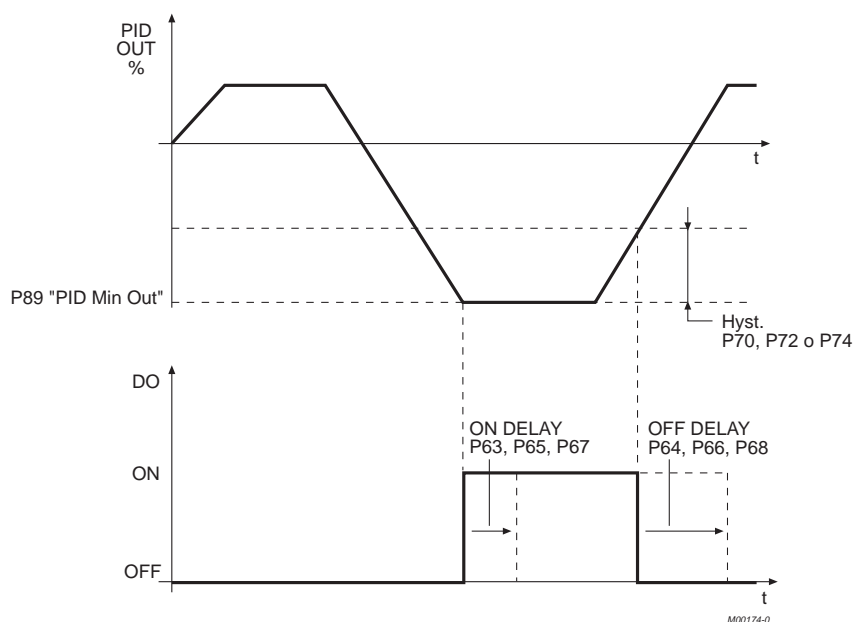 PID
OUT
%
t
P89 "PID Min Out"
Hyst.
P70, P72 o P74
DO
ON DELAY
P63, P65, P67
OFF DELAY
P64, P66, P68
ON
OFF
t
M00174-0